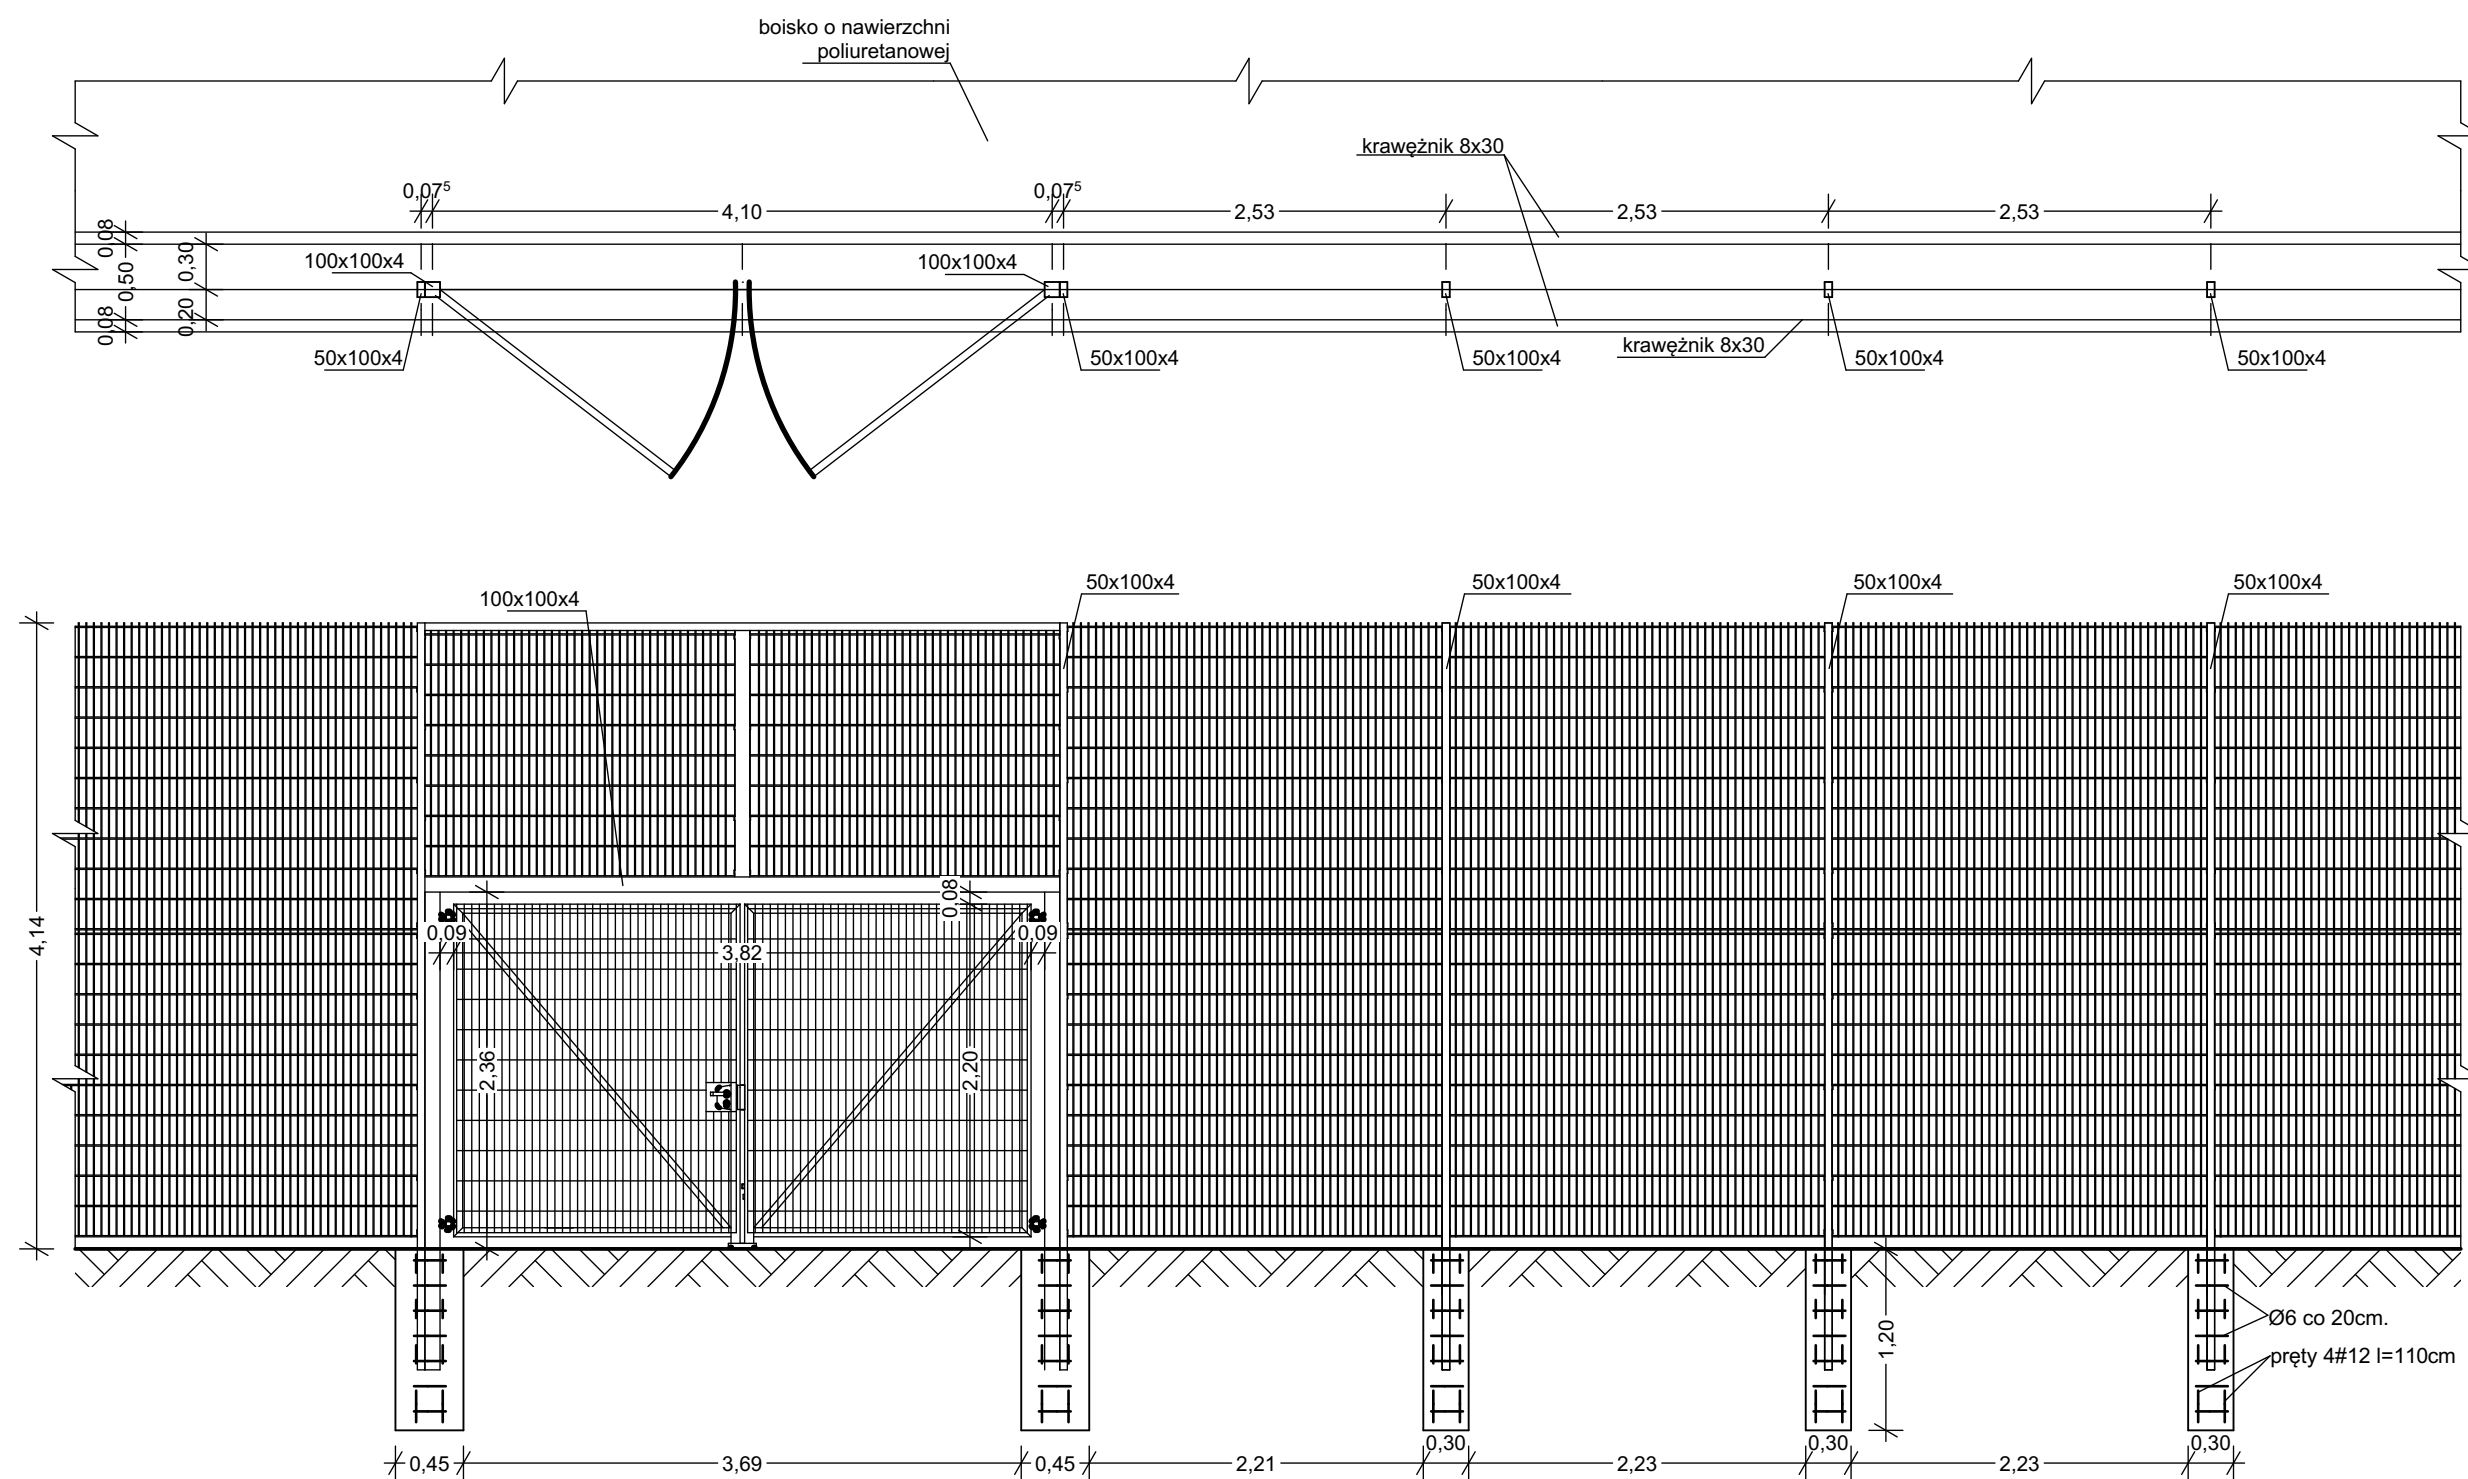 boisko o nawierzchni
poliuretanowej
krawężnik 8x30
0,07⁵
0,07⁵
4,10
2,53
2,53
2,53
0,08
0,50
0,08
0,30
0,20
100x100x4
100x100x4
50x100x4
50x100x4
50x100x4
50x100x4
50x100x4
krawężnik 8x30
100x100x4
50x100x4
50x100x4
50x100x4
50x100x4
4,14
0,08
0,09
3,82
0,09
2,36
2,20
1,20
Ø6 co 20cm.
pręty 4#12 l=110cm
0,30
0,30
0,30
0,45
3,69
0,45
2,21
2,23
2,23